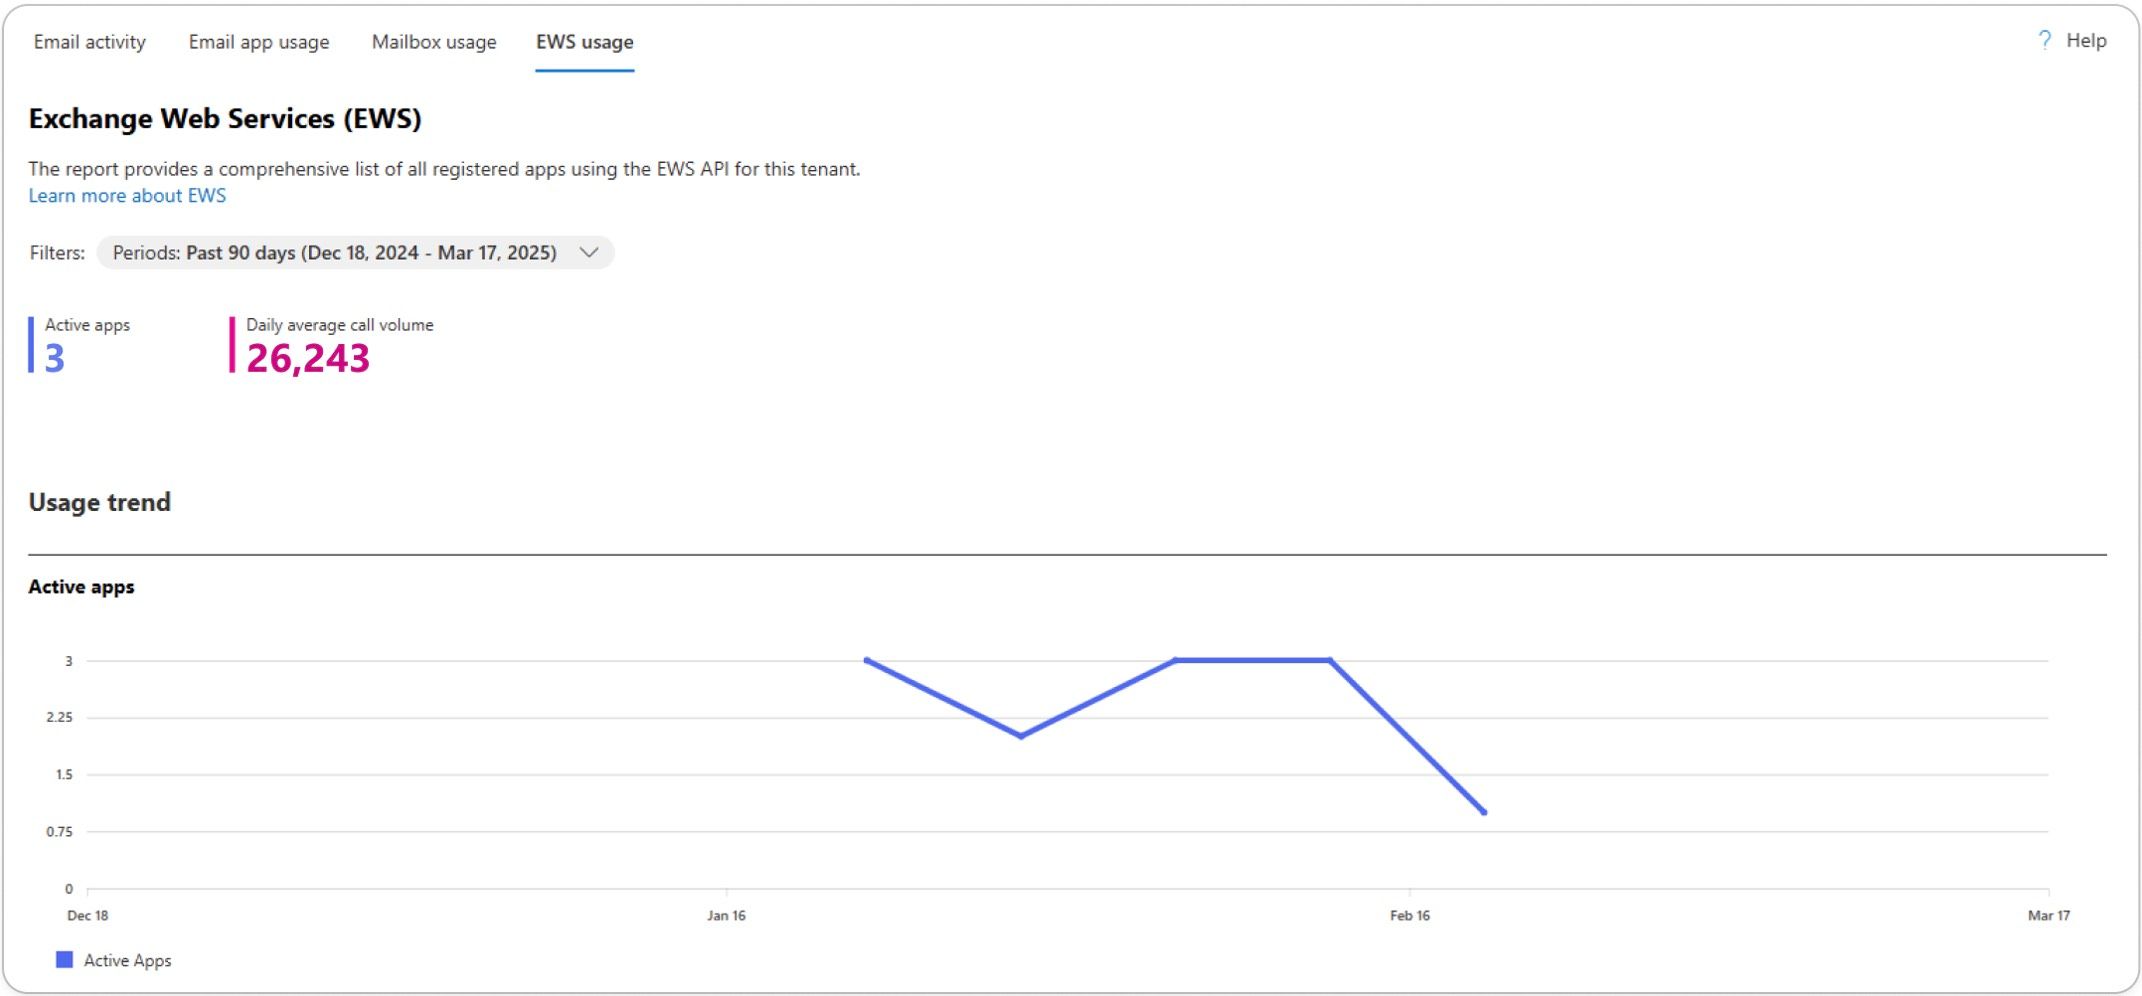 Email activity Email app usage Mailbox usage EWS usage ? Help
Exchange Web Services (EWS)
The report provides a comprehensive list of all registered apps using the EWS API for this tenant.
Learn more about EWS
Filters: Periods: Past 90 days (Dec 18, 2024 - Mar 17, 2025)
Active apps Daily average call volume
3 26,243
Usage trend
Active apps
3
2.25
1.5
0.75
0
Dec 18 Jan 16 Feb 16 Mar 17
Active Apps